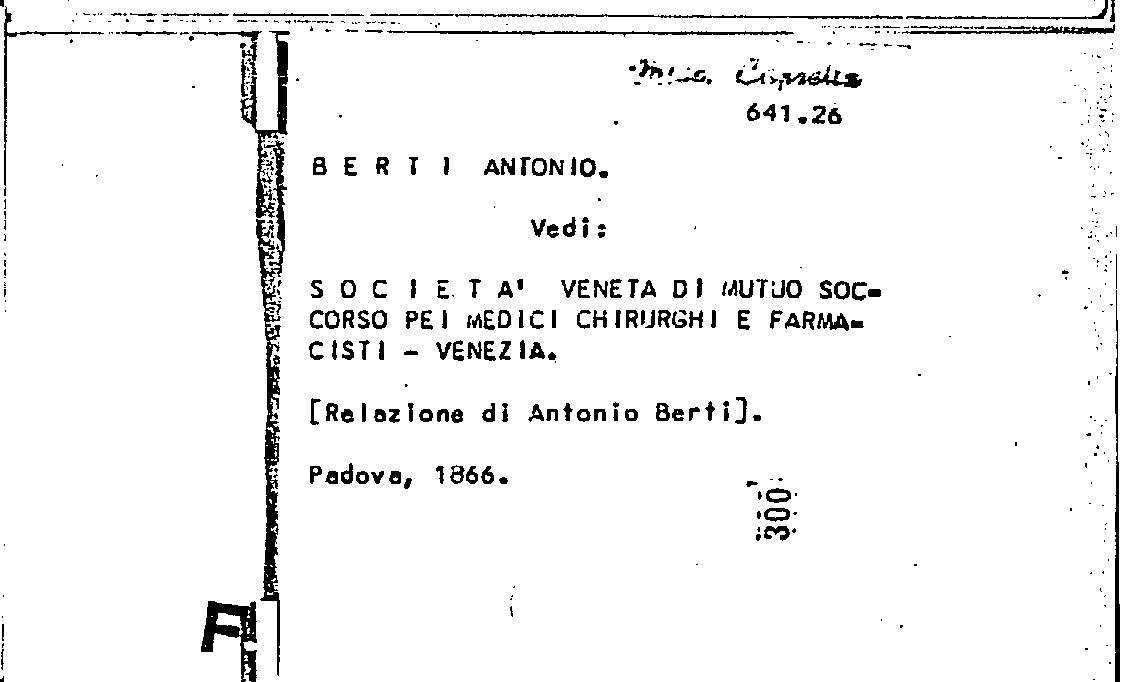 641.26
B E R T I ANTONIO.
Vedi:
S O C I E T A' VENETA DI MUTUO SOC-
CORSO PEI MEDICI CHIRURGHI E FARMA-
CISTI - VENEZIA.
[Relazione di Antonio Berti].
Padova, 1866.
300